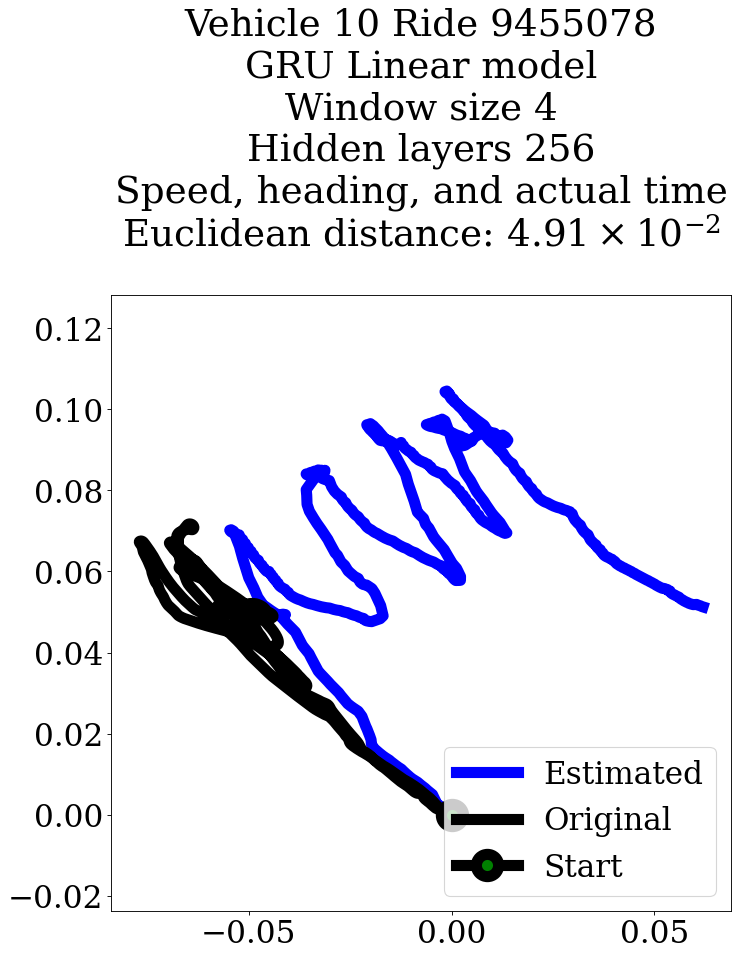 Vehicle 10 Ride 9455078
GRU Linear model
Window size 4
Hidden layers 256
Speed, heading, and actual time
Euclidean distance: 4.91 × 10⁻²
0.12
0.10
0.08
0.06
0.04
0.02
0.00
−0.02
Estimated
Original
Start
−0.05 0.00 0.05